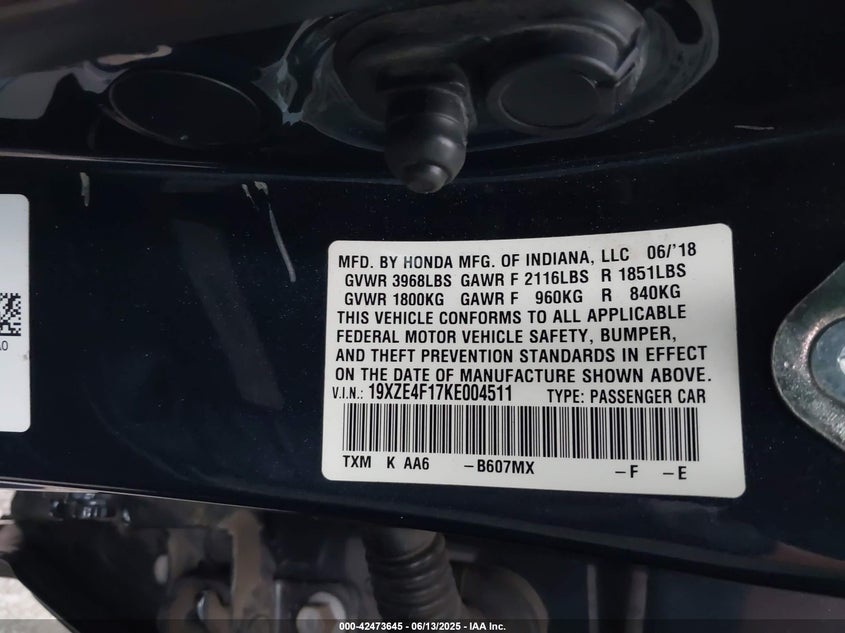 MFD. BY HONDA MFG. OF INDIANA, LLC 06/'18
GVWR 3968LBS GAWR F 2116LBS R 1851LBS
GVWR 1800KG GAWR F 960KG R 840KG
THIS VEHICLE CONFORMS TO ALL APPLICABLE
FEDERAL MOTOR VEHICLE SAFETY, BUMPER,
AND THEFT PREVENTION STANDARDS IN EFFECT
ON THE DATE OF MANUFACTURE SHOWN ABOVE.
V.I.N.: 19XZE4F17KE004511 TYPE: PASSENGER CAR
TXM K AA6 -B607MX -F -E
000-42473645 - 06/13/2025 - IAA Inc.